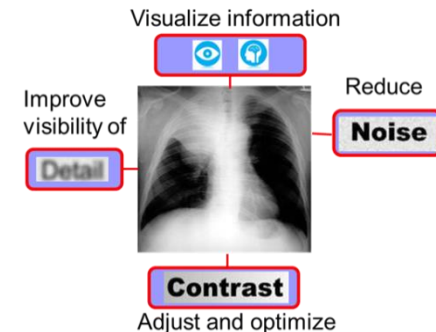 Visualize information
Reduce
Improve
visibility of
Noise
Detail
Contrast
Adjust and optimize